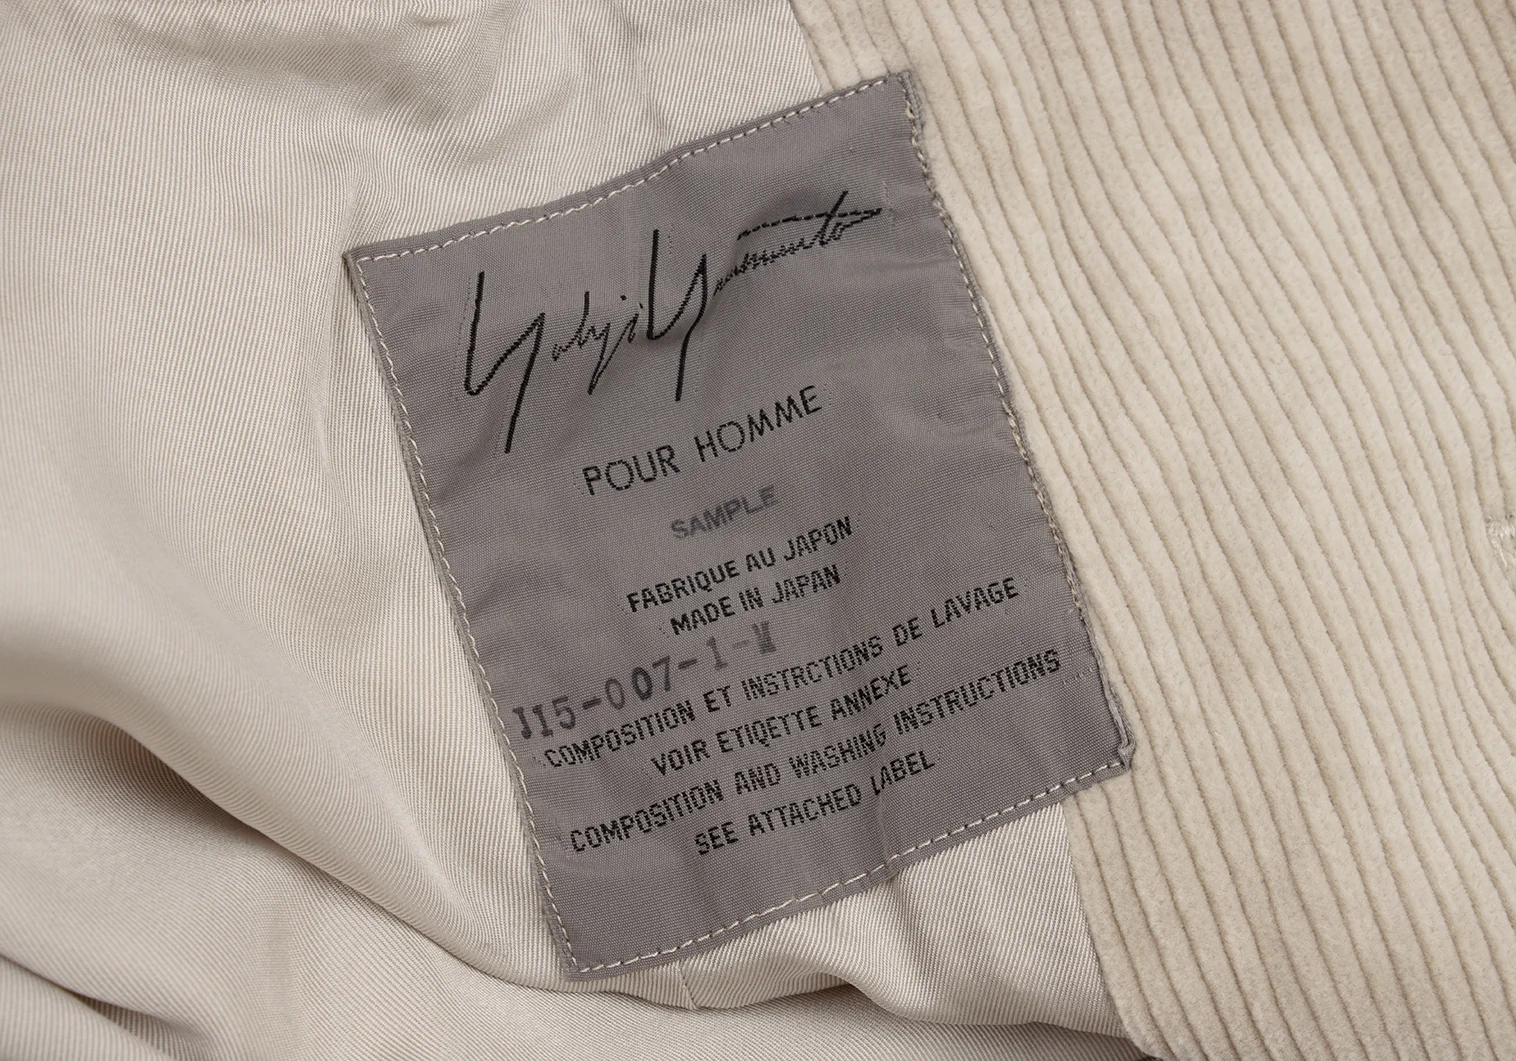 Yohji Yamamoto
POUR HOMME
SAMPLE
FABRIQUE AU JAPON
MADE IN JAPAN
J15-007-1-M
COMPOSITION ET INSTRCTIONS DE LAVAGE
VOIR ETIQETTE ANNEXE
COMPOSITION AND WASHING INSTRUCTIONS
SEE ATTACHED LABEL